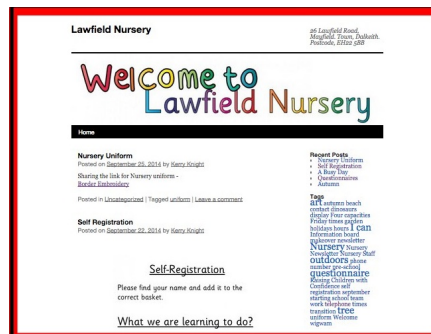 Lawfield Nursery
26 Lawfield Road,
Mayfield. Town, Dalkeith.
Postcode, EH22 5BB
Welcome to
Lawfield Nursery
Home
Nursery Uniform
Posted on September 25, 2014 by Kerry Knight
Sharing the link for Nursery uniform -
Border Embroidery
Posted in Uncategorized | Tagged uniform | Leave a comment
Self Registration
Posted on September 22, 2014 by Kerry Knight
Self-Registration
Please find your name and add it to the
correct basket.
What we are learning to do?
Recent Posts
Nursery Uniform
Self Registration
A Busy Day
Questionnaires
Autumn
Tags
art autumn beach
contact dinosaurs
display Four capacities
Friday times garden
holidays hours I can
Information board
makeover newsletter
Nursery Nursery
Newsletter Nursery Staff
outdoors phone
number pre-school
questionnaire
Raising Children with
Confidence self
registration september
starting school team
work telephone times
transition tree
uniform Welcome
wigwam